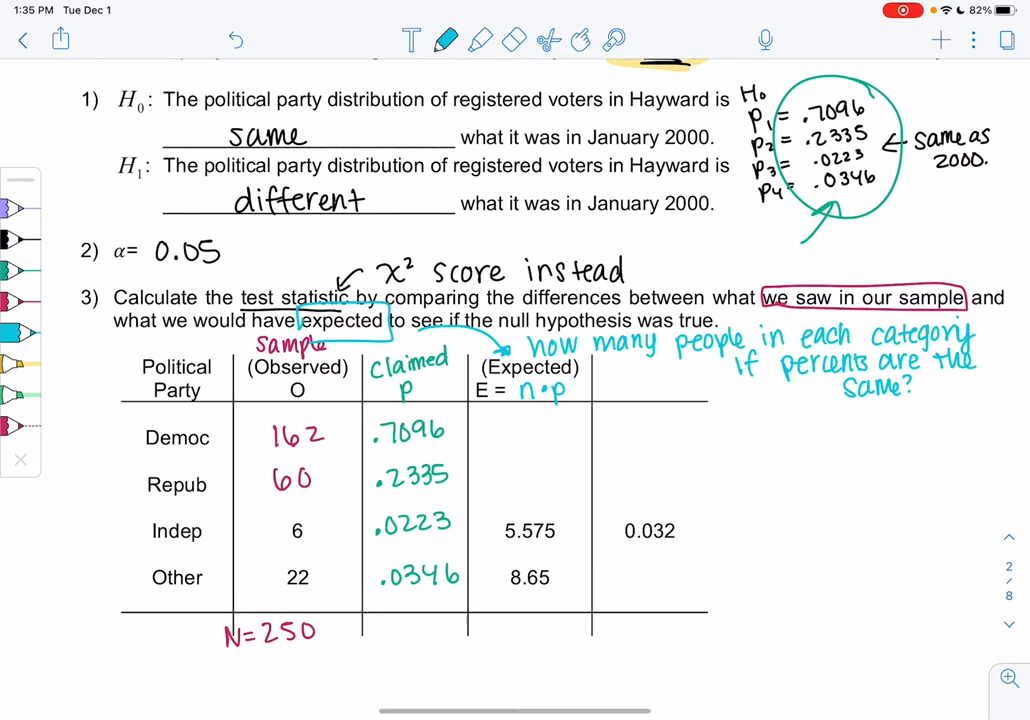 1:35 PM Tue Dec 1
82%
T
1) H₀: The political party distribution of registered voters in Hayward is
same what it was in January 2000.
H₁: The political party distribution of registered voters in Hayward is
different what it was in January 2000.
H₀
P₁ = .7096
P₂ = .2335
P₃ = .0223
P₄ = .0346
← same as
2000.
2) α= 0.05
x² score instead
3) Calculate the test statistic by comparing the differences between what we saw in our sample and
what we would have expected to see if the null hypothesis was true.
how many people in each category
if percents are the
same?
sample
Political Party (Observed) O claimed p (Expected) E = n·p
Democ 162 .7096
Repub 60 .2335
Indep 6 .0223 5.575 0.032
Other 22 .0346 8.65
N=250
2
/
8